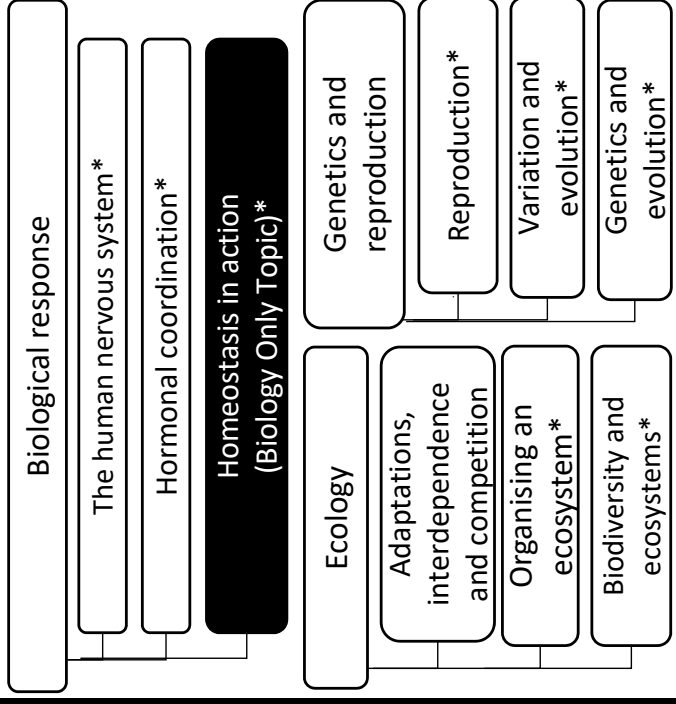 Biological response
The human nervous system*
Hormonal coordination*
Homeostasis in action
(Biology Only Topic)*
Ecology
Adaptations,
interdependence
and competition
Organising an
ecosystem*
Biodiversity and
ecosystems*
Genetics and
reproduction
Reproduction*
Variation and
evolution*
Genetics and
evolution*